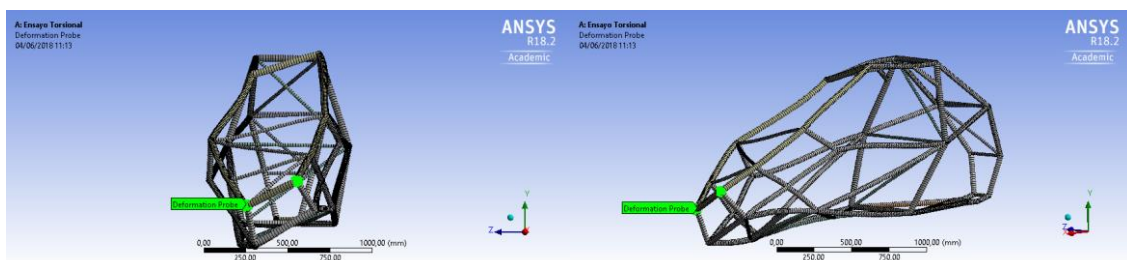 A: Ensayo Torsional
Deformation Probe
04/06/2018 11:13
ANSYS
R18.2
Academic
Deformation Probe
Y
Z
0,00
500,00
1000,00 (mm)
250,00
750,00
A: Ensayo Torsional
Deformation Probe
04/06/2018 11:13
ANSYS
R18.2
Academic
Deformation Probe
Y
0,00
500,00
1000,00 (mm)
250,00
750,00